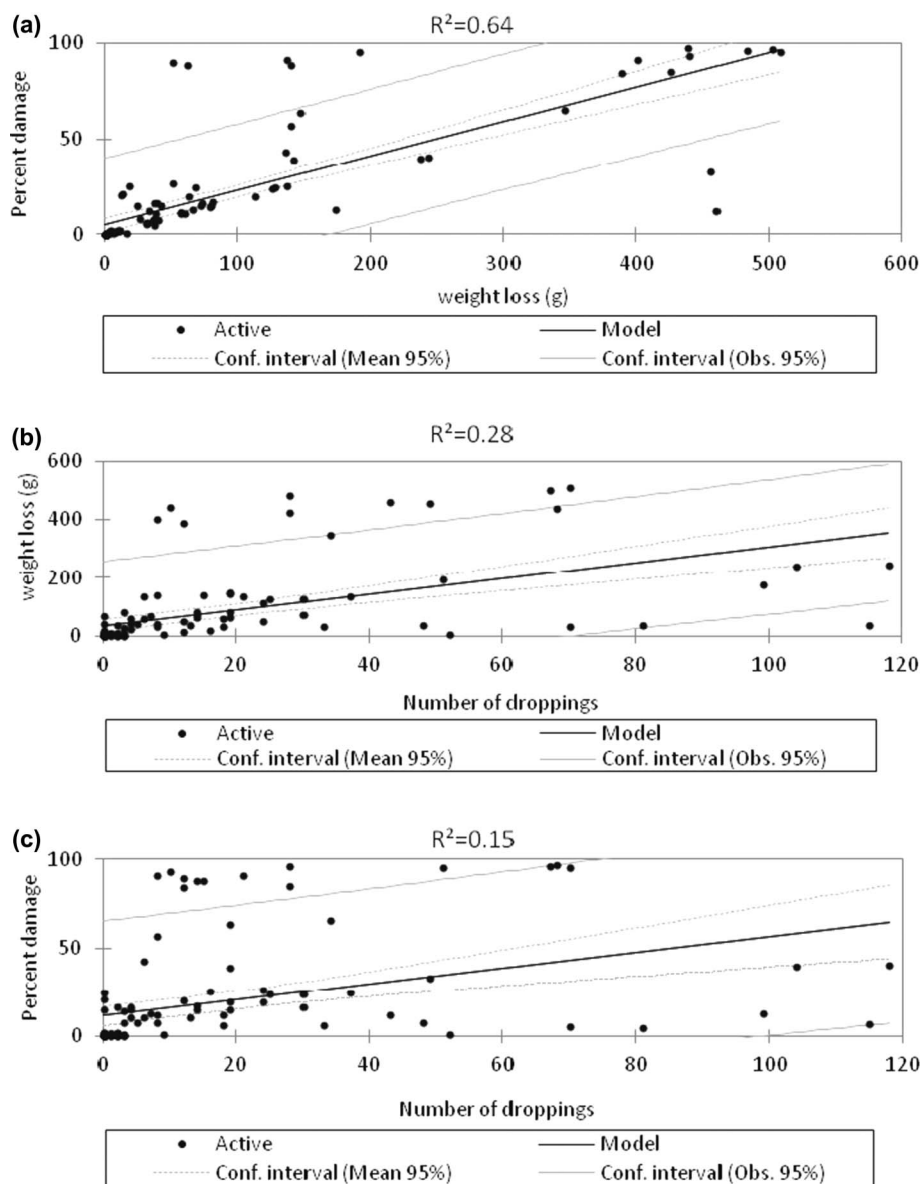 (a)
R²=0.64
Percent damage
100
50
0
0 100 200 300 400 500 600
weight loss (g)
Active Model
Conf. interval (Mean 95%) Conf. interval (Obs. 95%)
(b)
R²=0.28
weight loss (g)
600
400
200
0
0 20 40 60 80 100 120
Number of droppings
Active Model
Conf. interval (Mean 95%) Conf. interval (Obs. 95%)
(c)
R²=0.15
Percent damage
100
50
0
0 20 40 60 80 100 120
Number of droppings
Active Model
Conf. interval (Mean 95%) Conf. interval (Obs. 95%)